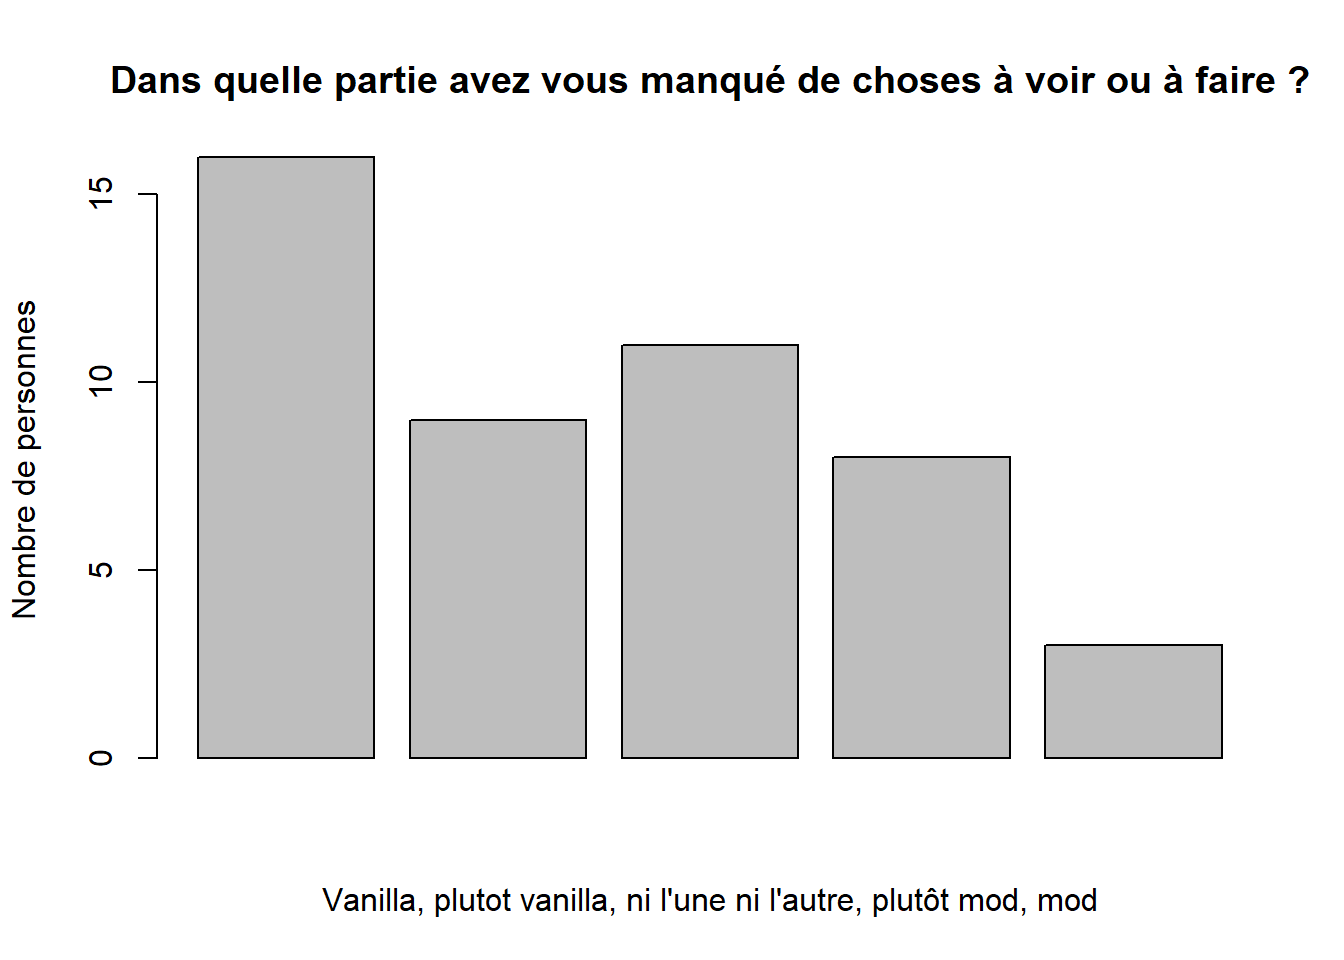 Dans quelle partie avez vous manqué de choses à voir ou à faire ?
Nombre de personnes
15
10
5
0
Vanilla, plutot vanilla, ni l'une ni l'autre, plutôt mod, mod